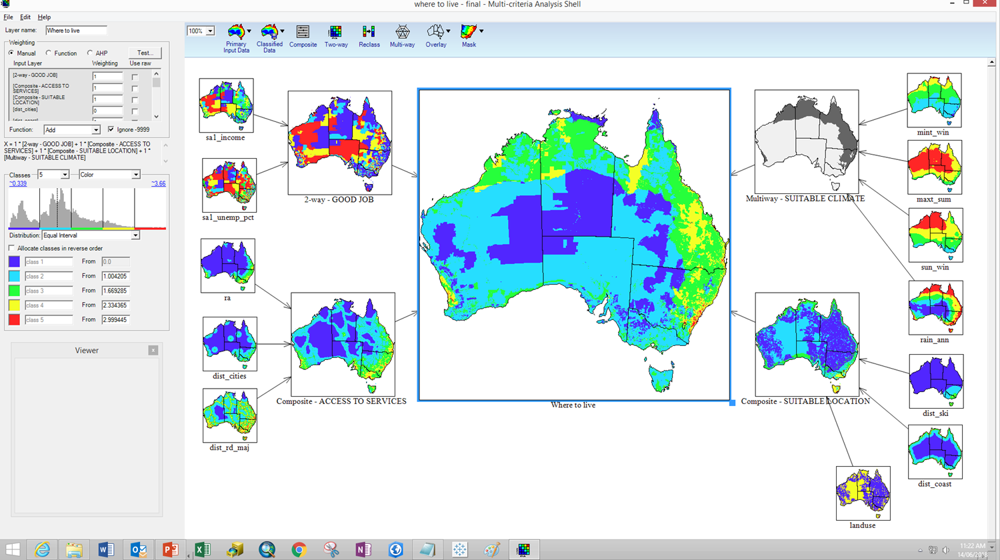 where to live - final - Multi-criteria Analysis Shell
File Edit Help
Layer name: Where to live
Weighting
Manual Function AHP Test...
Input Layer Weighting Use raw
[2-way - GOOD JOB] 1
[Composite - ACCESS TO
SERVICES] 1
[Composite - SUITABLE
LOCATION] 1
[dist_cities] 0
Function: Add Ignore -9999
X = 1 * [2-way - GOOD JOB] + 1 * [Composite - ACCESS TO
SERVICES] + 1 * [Composite - SUITABLE LOCATION] + 1 *
[Multiway - SUITABLE CLIMATE]
Classes 5 Color
~0.339 ~3.66
Distribution: Equal Interval
Allocate classes in reverse order
class 1 From 0.0
class 2 From 1.004205
class 3 From 1.669285
class 4 From 2.334365
class 5 From 2.999445
Viewer
x
100%
Primary
Input Data
Classified
Data
Composite
Two-way
Reclass
Multi-way
Overlay
Mask
sa1_income
sa1_unemp_pct
2-way - GOOD JOB
ra
dist_cities
dist_rd_maj
Composite - ACCESS TO SERVICES
Where to live
Multiway - SUITABLE CLIMATE
Composite - SUITABLE LOCATION
mint_win
maxt_sum
sun_win
rain_ann
dist_ski
dist_coast
landuse
11:22 AM
14/06/2018